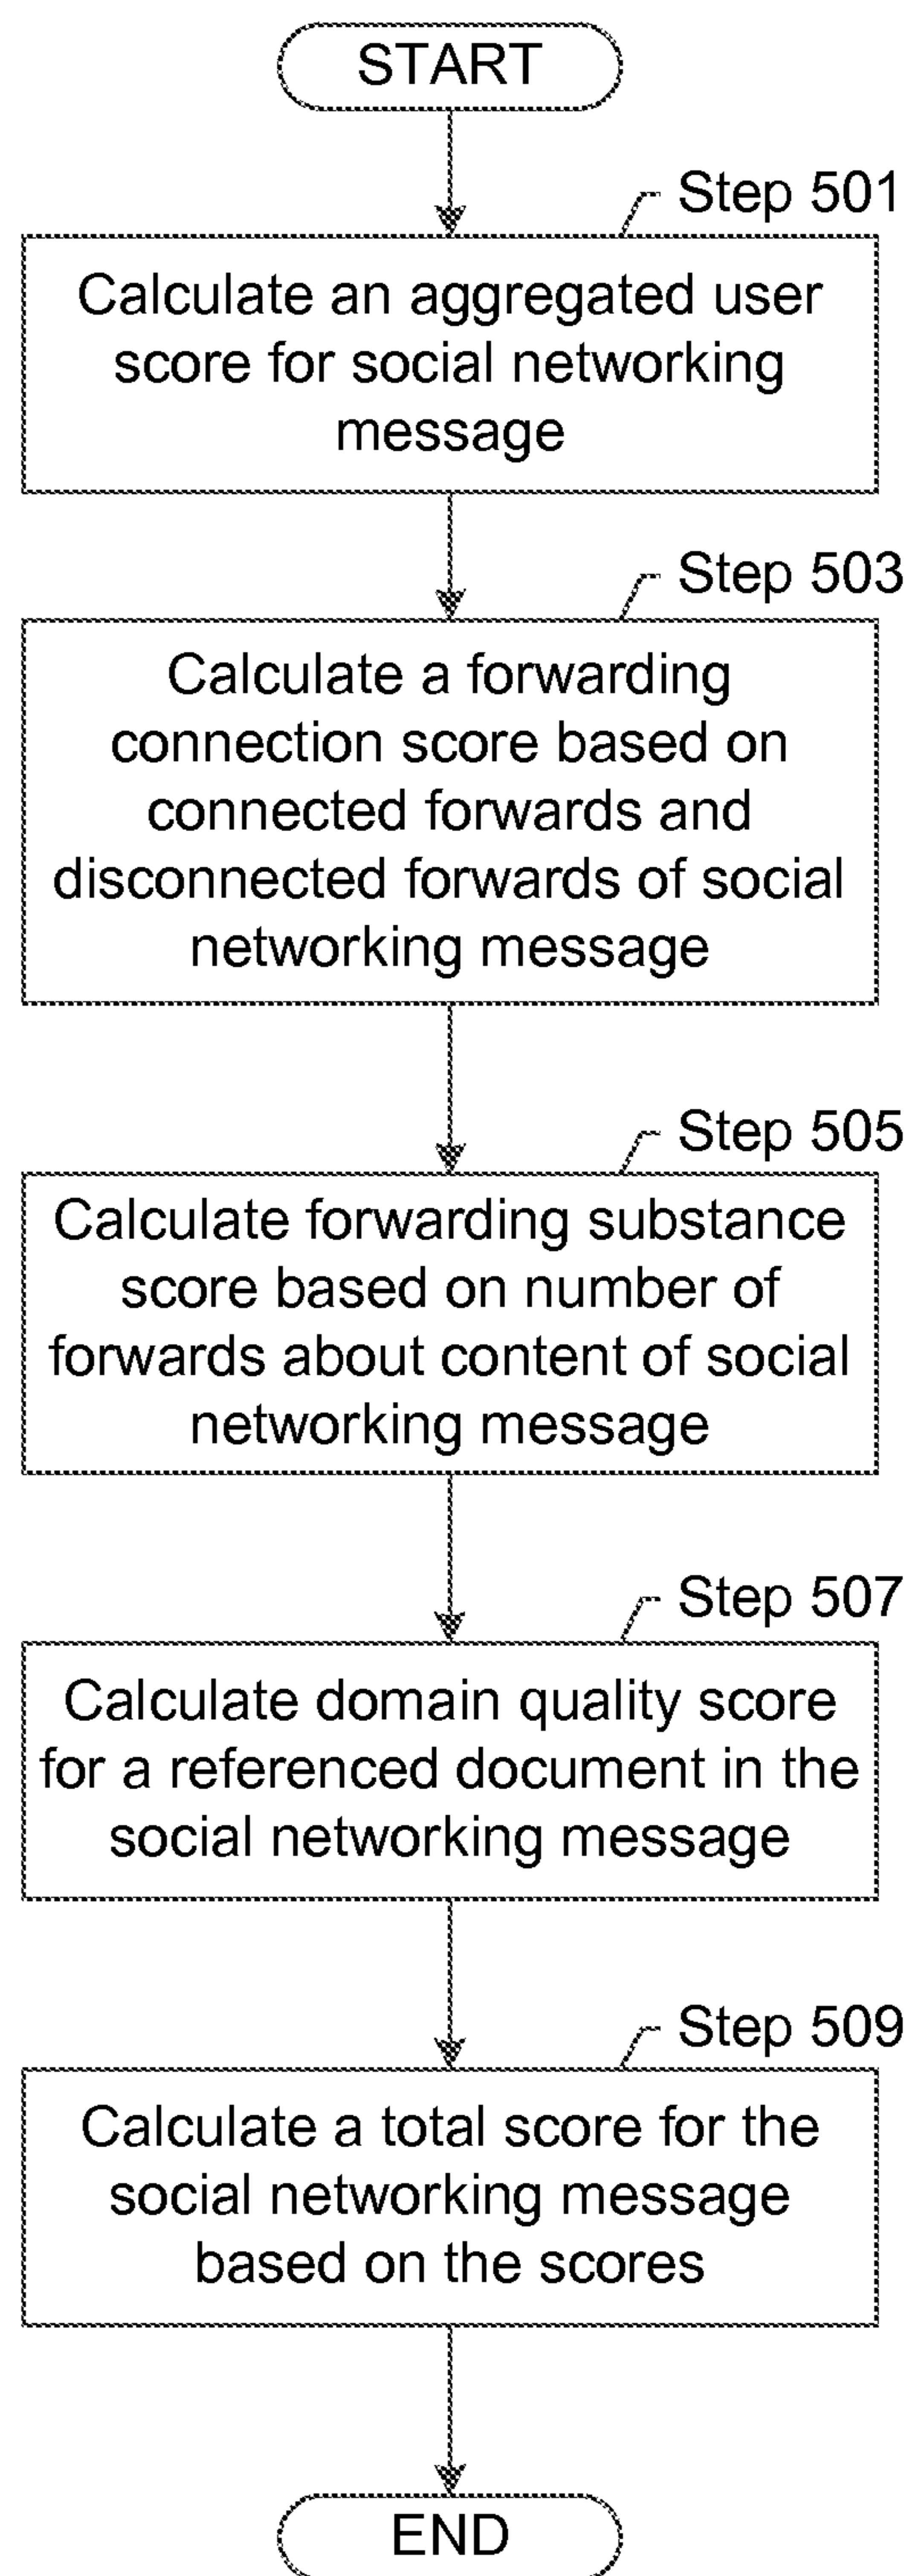 START
Step 501
Calculate an aggregated user
score for social networking
message
Step 503
Calculate a forwarding
connection score based on
connected forwards and
disconnected forwards of social
networking message
Step 505
Calculate forwarding substance
score based on number of
forwards about content of social
networking message
Step 507
Calculate domain quality score
for a referenced document in the
social networking message
Step 509
Calculate a total score for the
social networking message
based on the scores
END